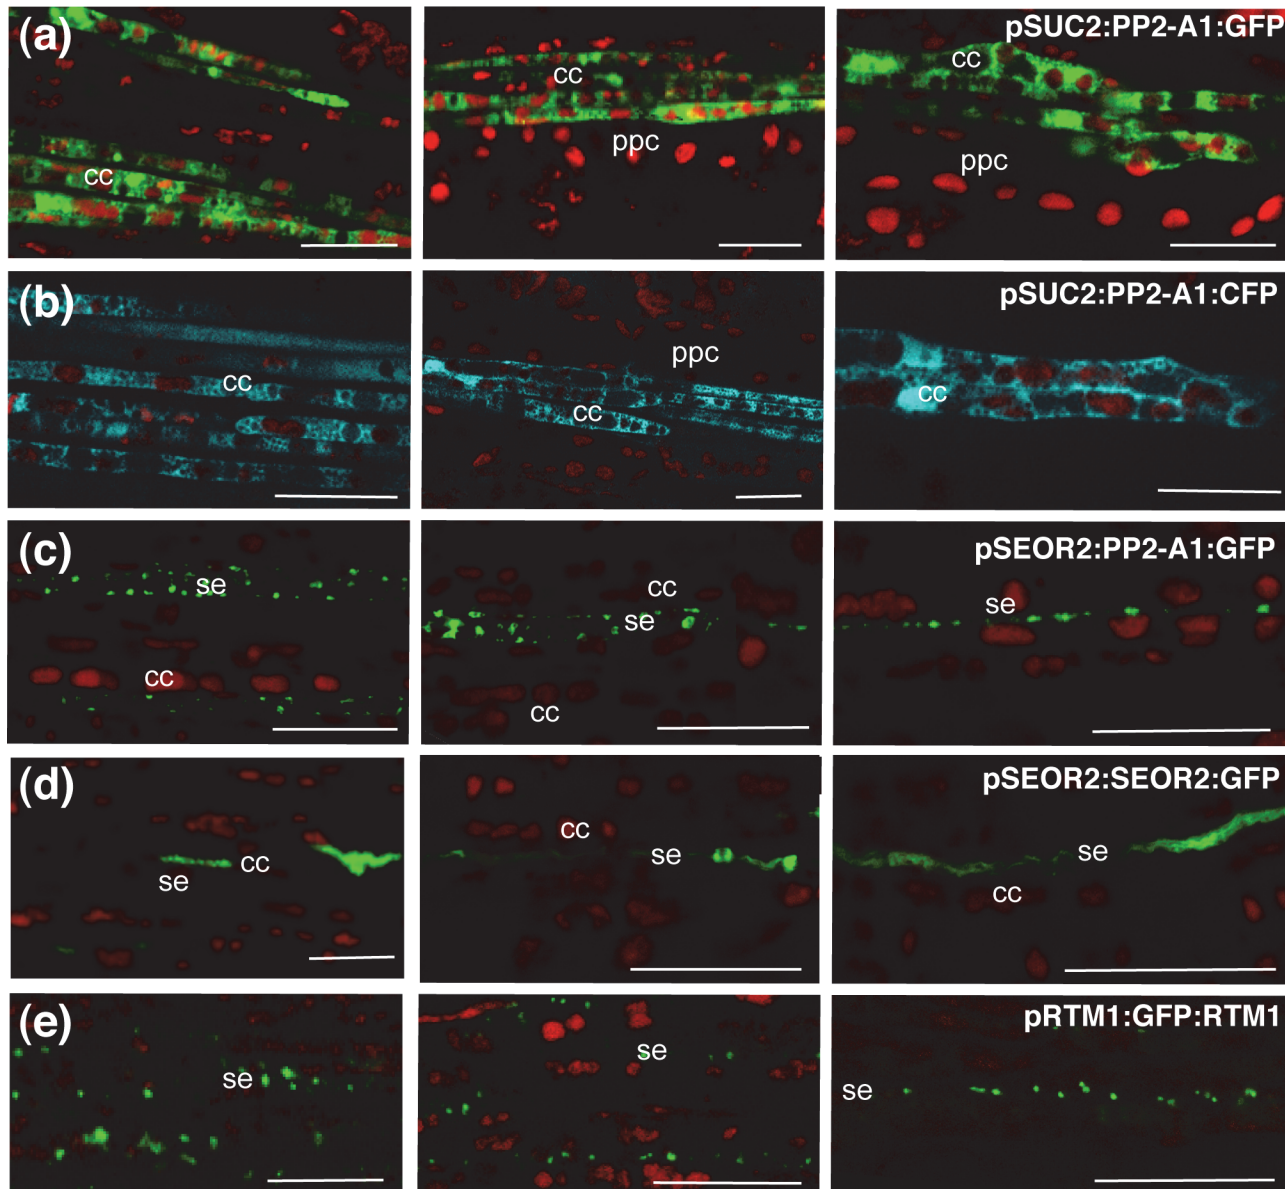 (a)
pSUC2:PP2-A1:GFP
cc
cc
cc
ppc
ppc
(b)
pSUC2:PP2-A1:CFP
ppc
cc
cc
cc
(c)
pSEOR2:PP2-A1:GFP
se
cc
se
se
cc
cc
(d)
pSEOR2:SEOR2:GFP
cc
se
cc
se
se
cc
(e)
pRTM1:GFP:RTM1
se
se
se